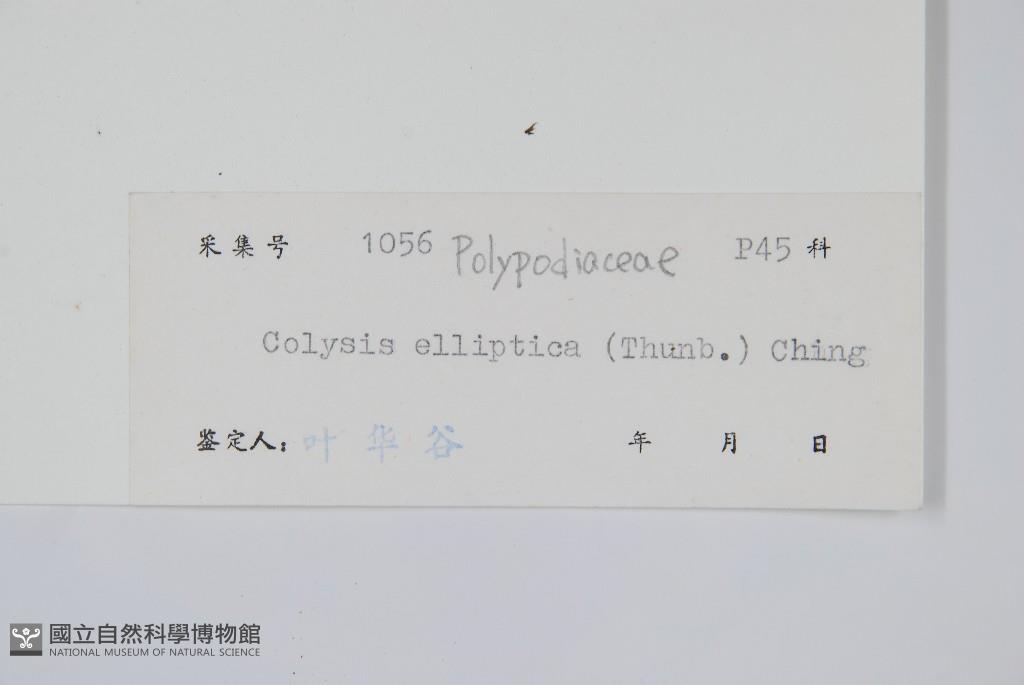 采集号 1056 Polypodiaceae P45 科
Colysis elliptica (Thunb.) Ching
鉴定人: 叶华谷 年 月 日
國立自然科學博物館
NATIONAL MUSEUM OF NATURAL SCIENCE